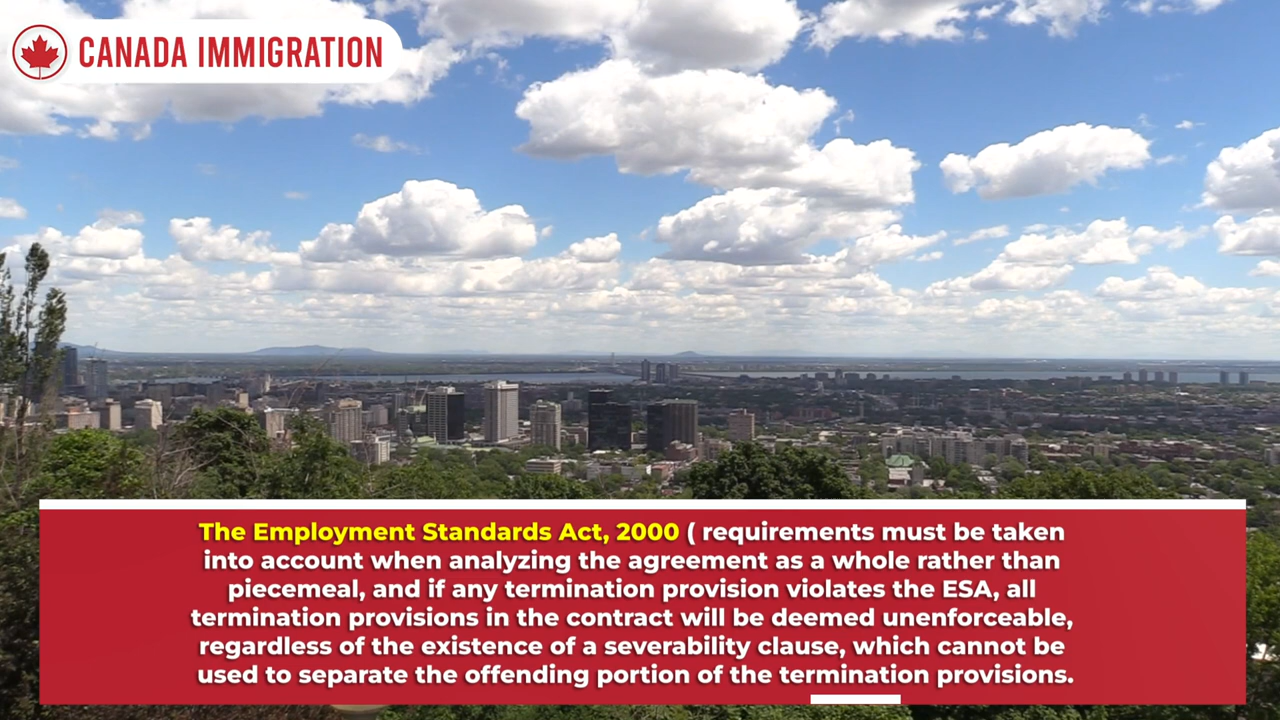 CANADA IMMIGRATION
The Employment Standards Act, 2000 ( requirements must be taken
into account when analyzing the agreement as a whole rather than
piecemeal, and if any termination provision violates the ESA, all
termination provisions in the contract will be deemed unenforceable,
regardless of the existence of a severability clause, which cannot be
used to separate the offending portion of the termination provisions.